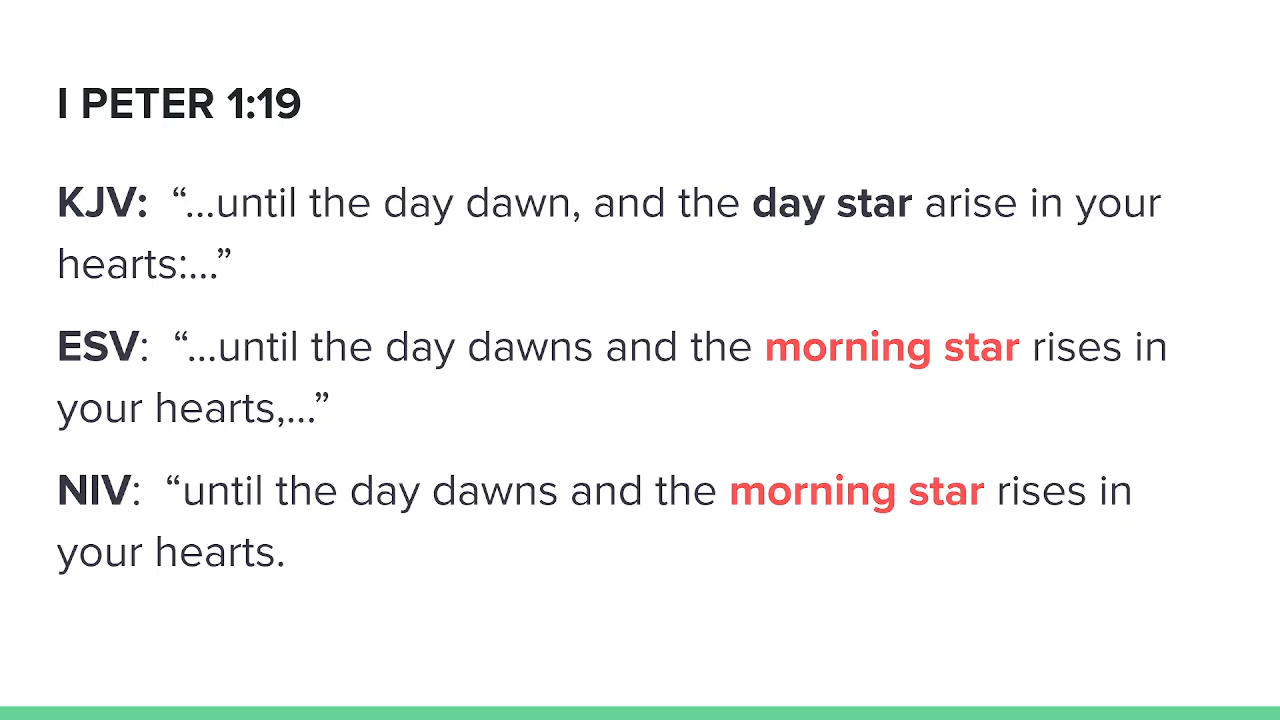 I PETER 1:19
KJV:  “...until the day dawn, and the day star arise in your
hearts:...”
ESV:  “...until the day dawns and the morning star rises in
your hearts,...”
NIV:  “until the day dawns and the morning star rises in
your hearts.